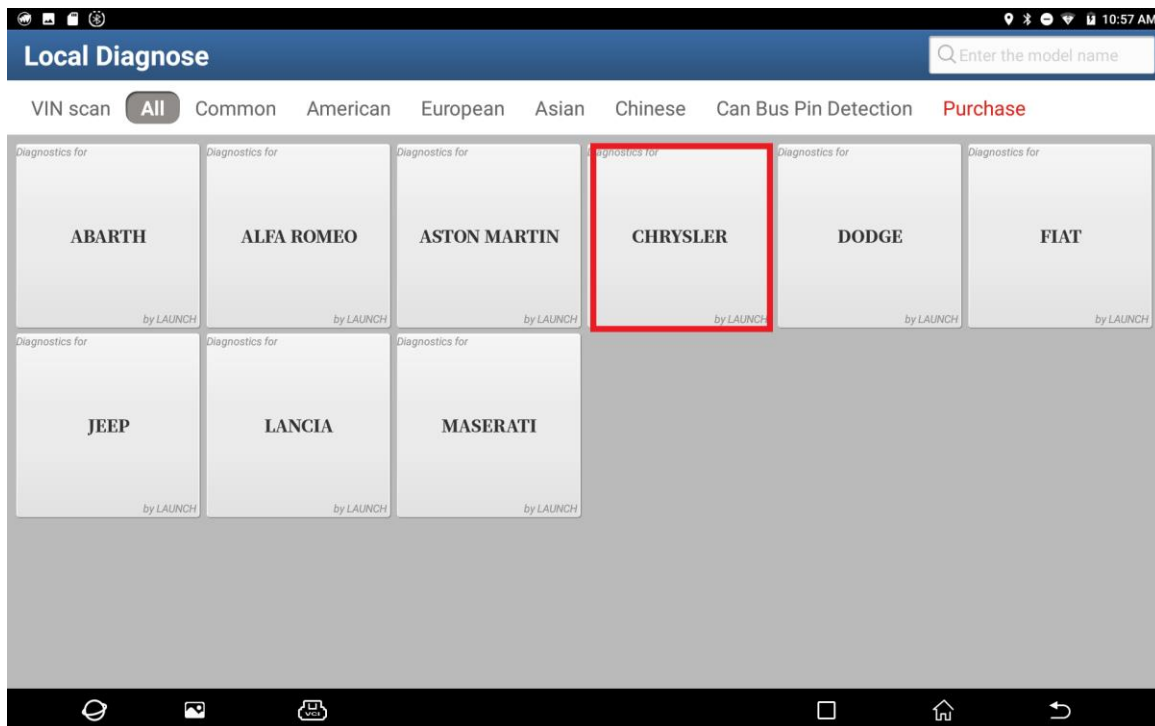 10:57 AM
Local Diagnose
Enter the model name
VIN scan All Common American European Asian Chinese Can Bus Pin Detection Purchase
Diagnostics for Diagnostics for Diagnostics for Diagnostics for Diagnostics for Diagnostics for
ABARTH ALFA ROMEO ASTON MARTIN CHRYSLER DODGE FIAT
by LAUNCH by LAUNCH by LAUNCH by LAUNCH by LAUNCH by LAUNCH
Diagnostics for Diagnostics for Diagnostics for
JEEP LANCIA MASERATI
by LAUNCH by LAUNCH by LAUNCH
VCI